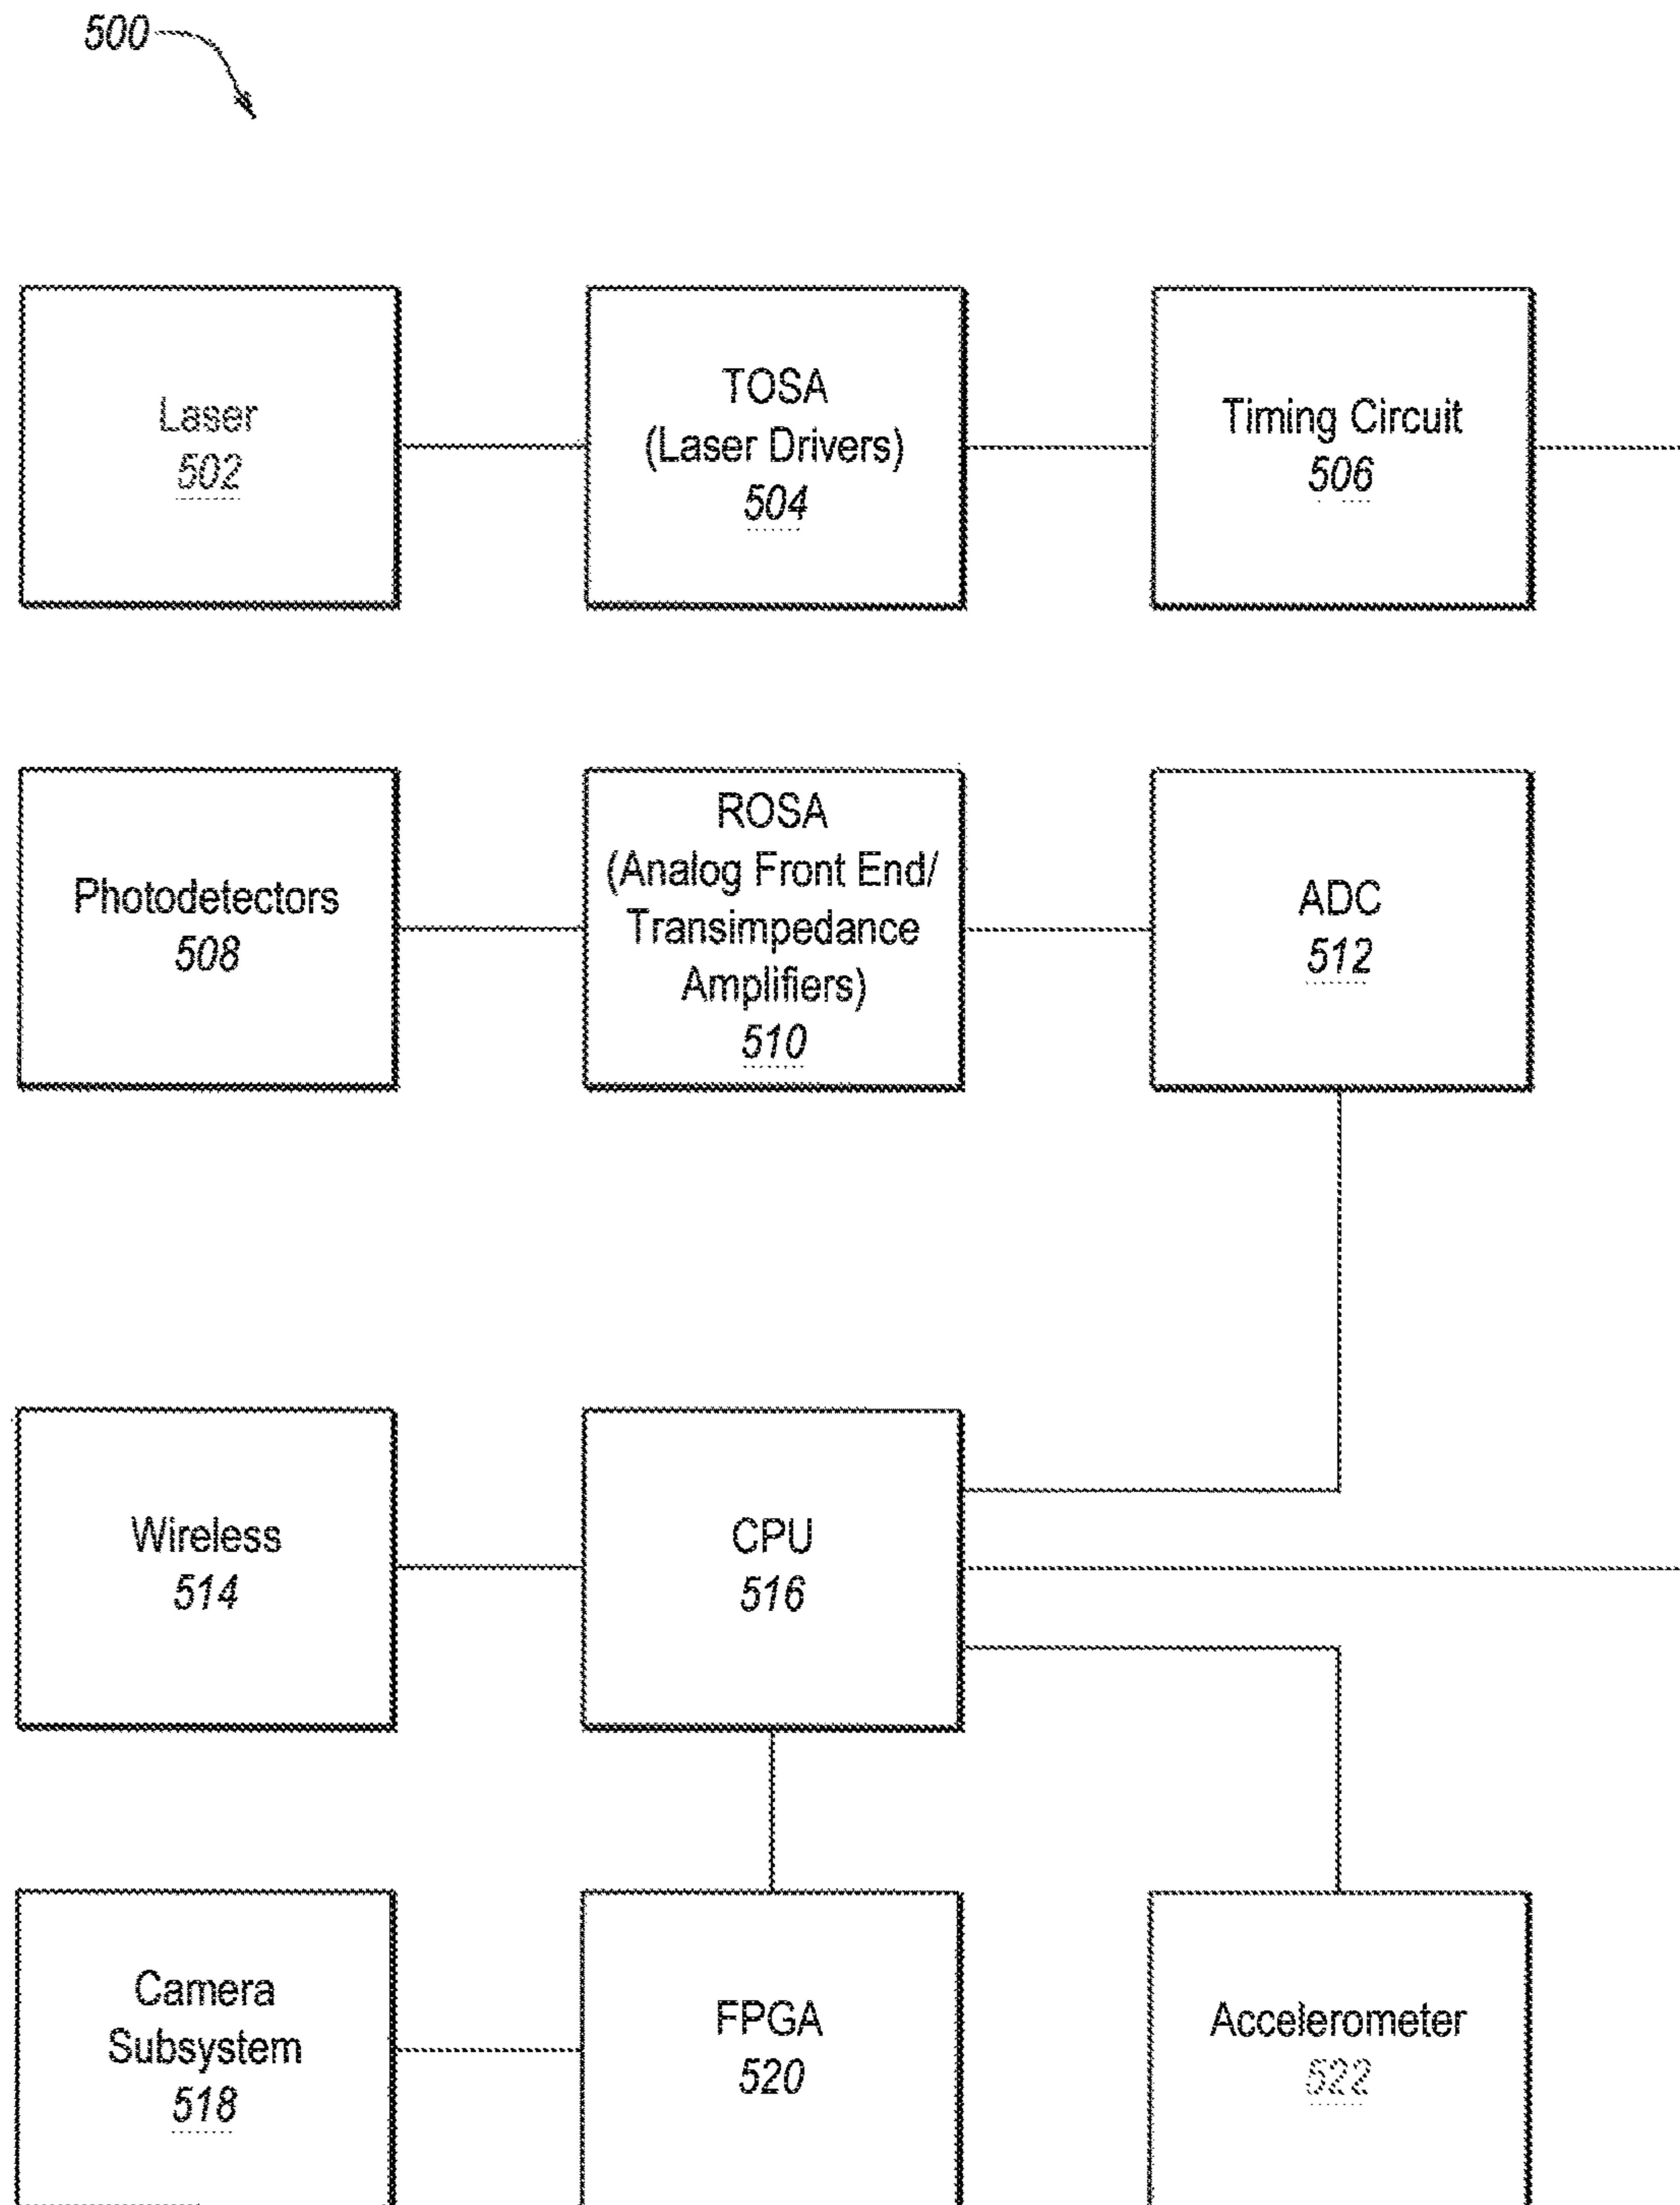 500
Laser
502
TOSA
(Laser Drivers)
504
Timing Circuit
506
Photodetectors
508
ROSA
(Analog Front End/
Transimpedance
Amplifiers)
510
ADC
512
Wireless
514
CPU
516
Camera
Subsystem
518
FPGA
520
Accelerometer
522